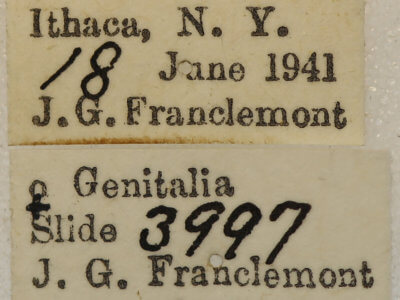 Ithaca, N. Y.
18 June 1941
J. G. Franclemont
♀ Genitalia
Slide 3997
J. G. Franclemont